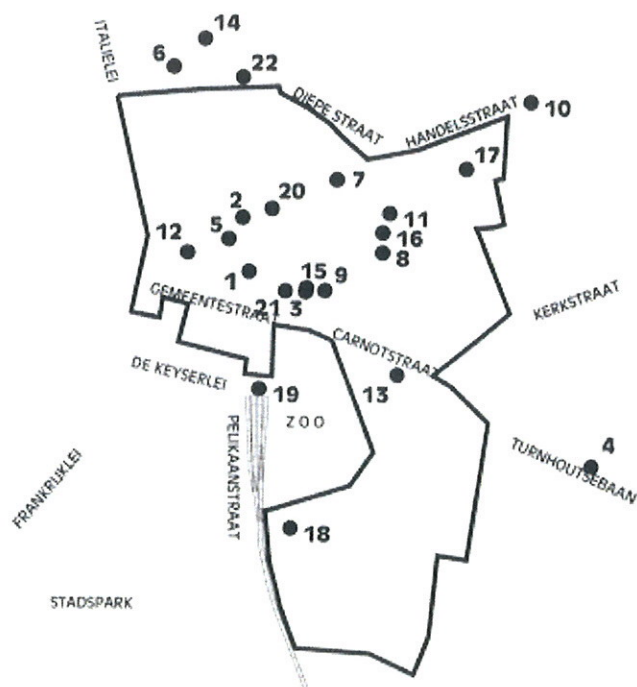 ITALIELEI
14
6
22
DIEPE STRAAT
HANDELSSTRAAT
10
17
7
20
2
11
5
16
12
8
1
15 9
GEMEENTESTRAAT
21 3
KERKSTRAAT
CARNOTSTRAAT
DE KEYSERLEI
13
19
ZOO
PELIKAANSTRAAT
4
TURNHOUTSEBAAN
FRANKRIJKLEI
18
STADSPARK